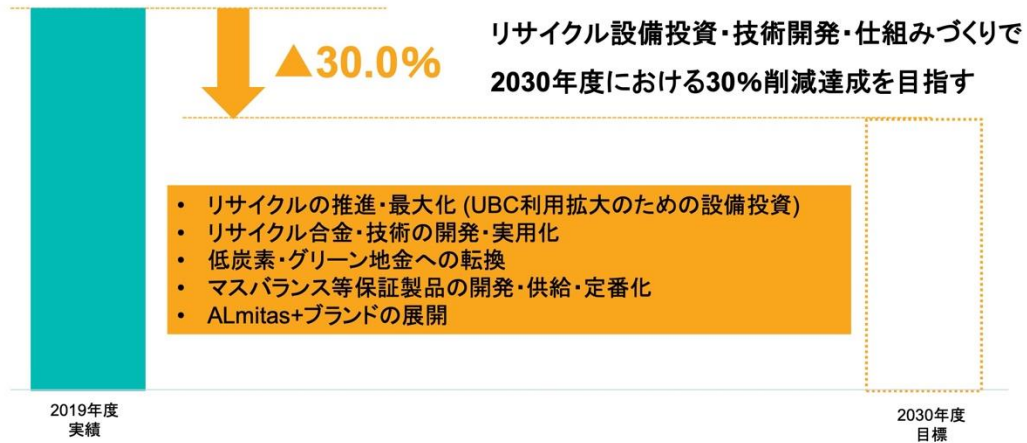 リサイクル設備投資・技術開発・仕組みづくりで
▲30.0%
2030年度における30%削減達成を目指す
• リサイクルの推進・最大化 (UBC利用拡大のための設備投資)
• リサイクル合金・技術の開発・実用化
• 低炭素・グリーン地金への転換
• マスバランス等保証製品の開発・供給・定番化
• ALmitas+ブランドの展開
2019年度
実績
2030年度
目標